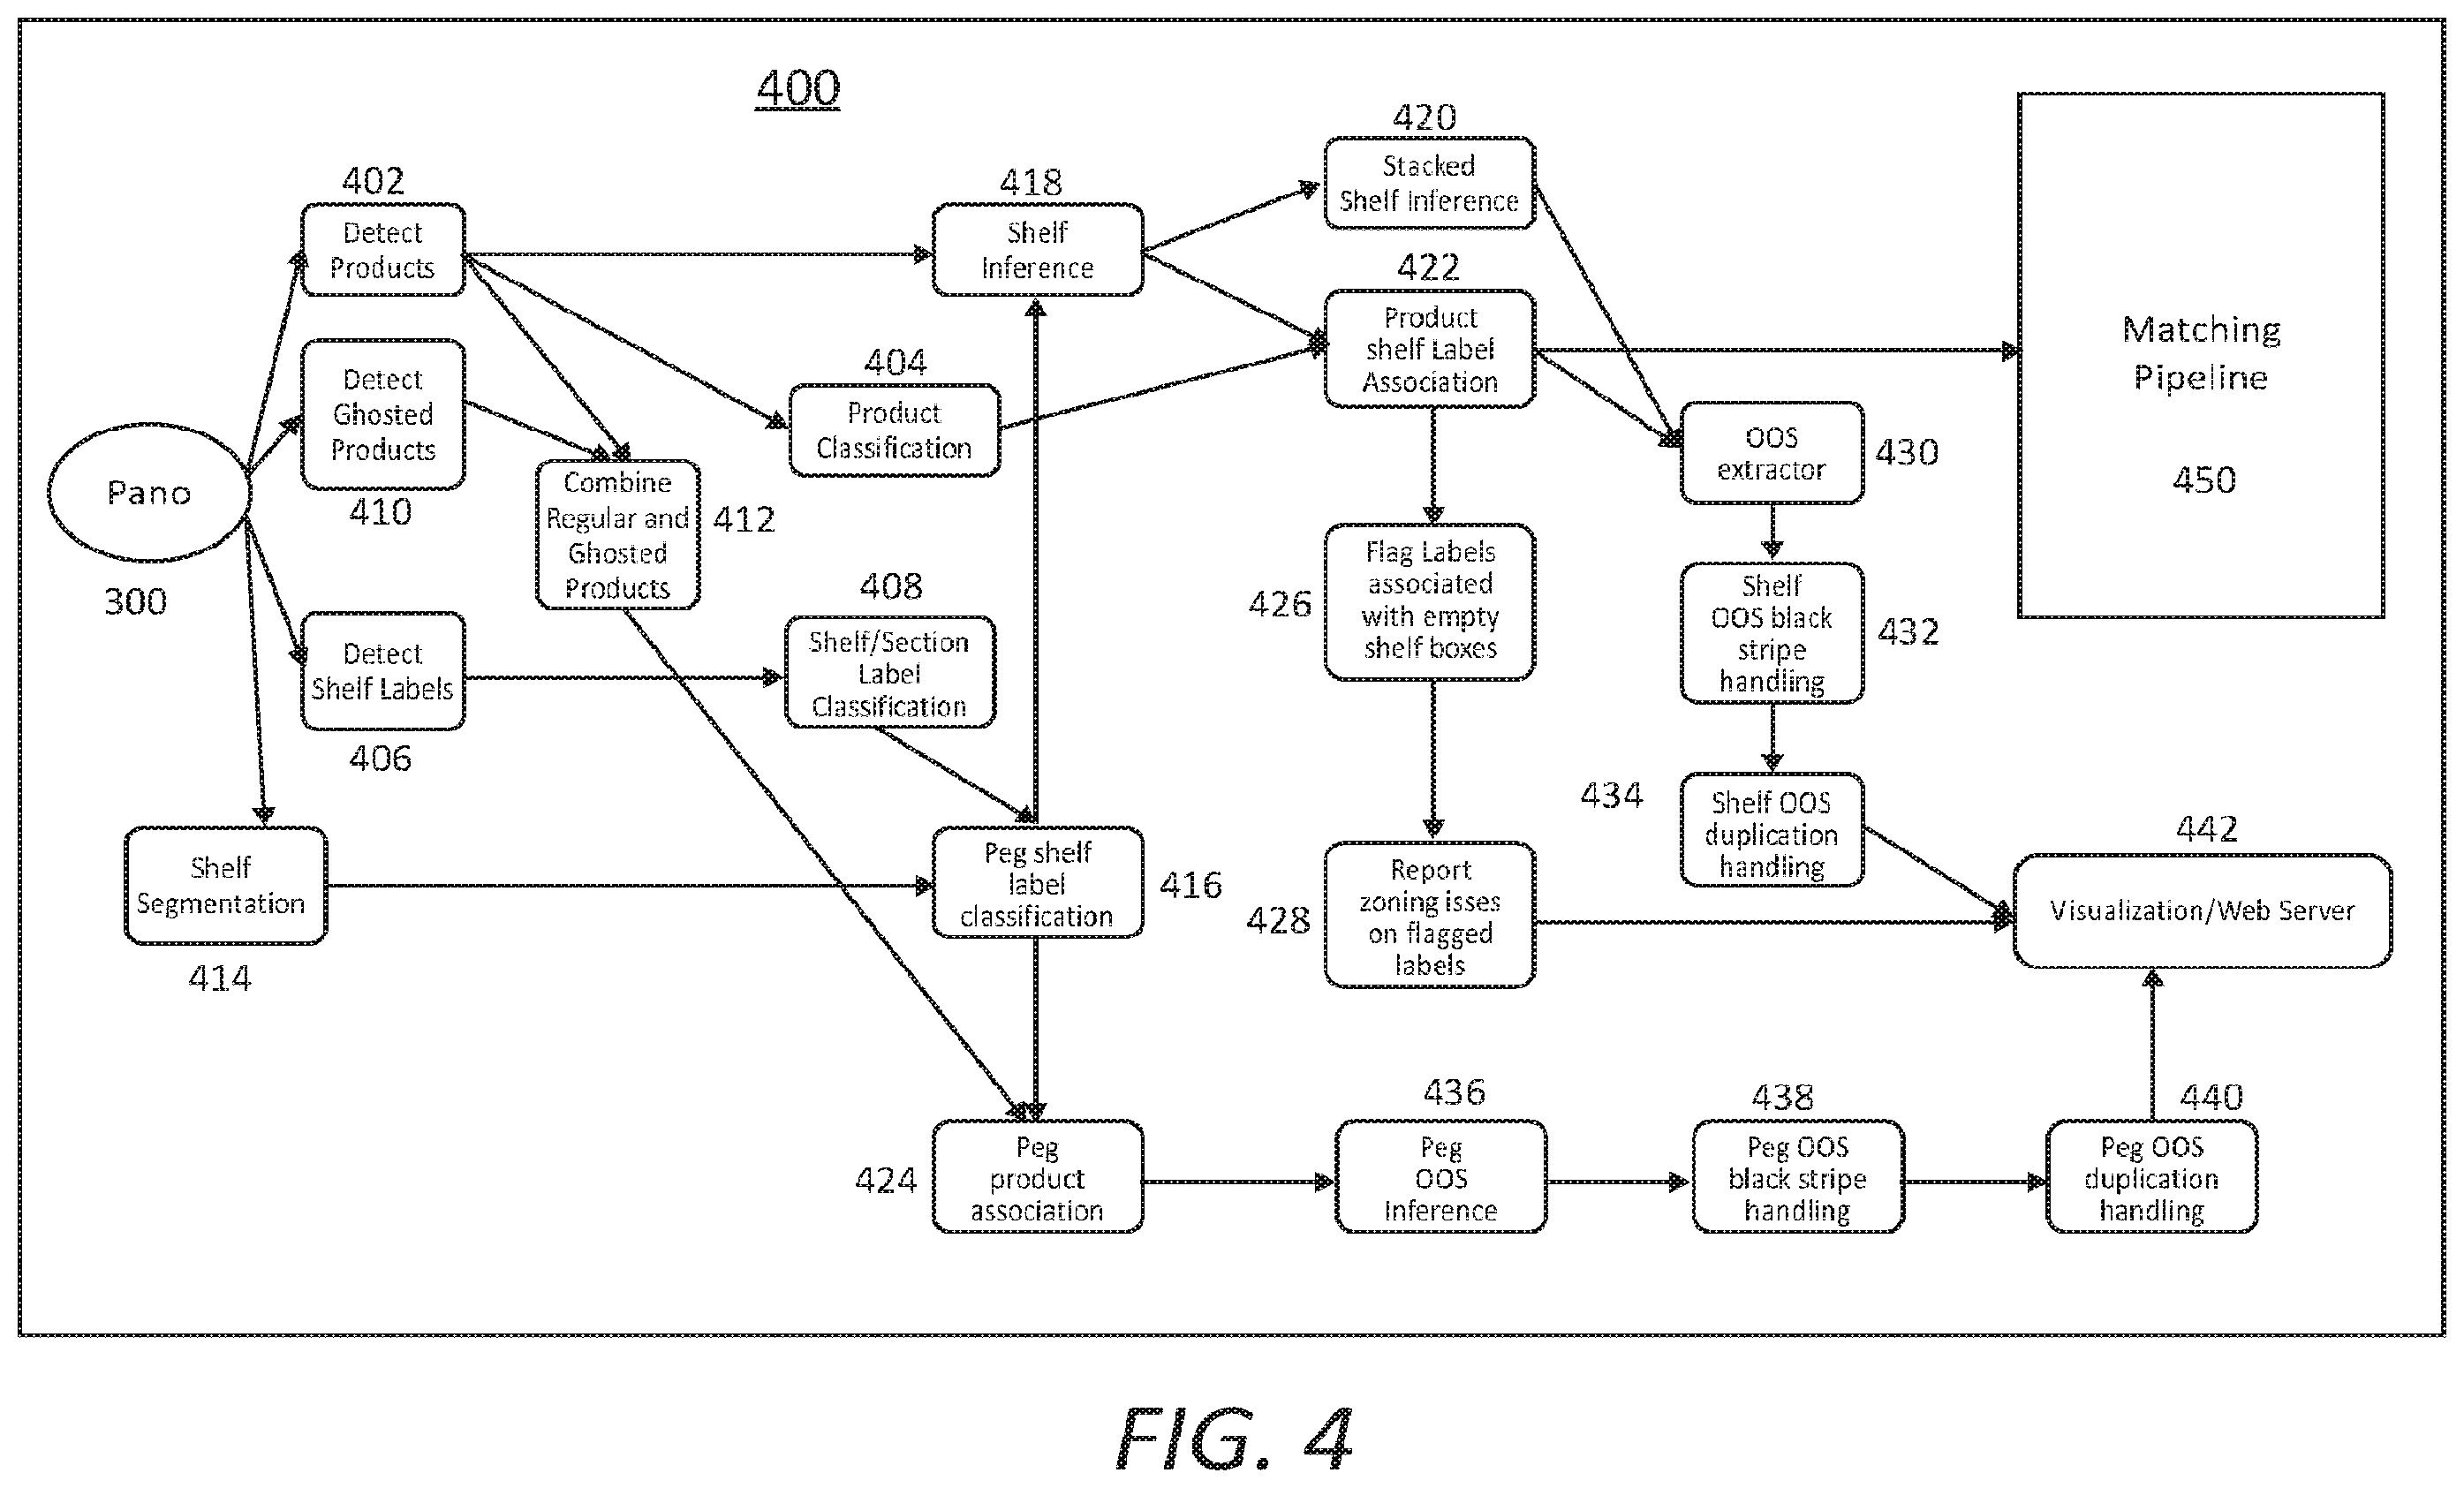 400
402
Detect
Products
Detect
Ghosted
Products
410
Pano
300
Detect
Shelf Labels
406
Shelf
Segmentation
414
Combine
Regular and
Ghosted
Products
412
404
Product
Classification
408
Shelf/Section
Label
Classification
418
Shelf
Inference
Peg shelf
label
classification
416
424
Peg
product
association
420
Stacked
Shelf Inference
422
Product
shelf Label
Association
426
Flag Labels
associated
with empty
shelf boxes
428
Report
zoning isses
on flagged
labels
OOS
extractor
430
Shelf
OOS black
stripe
handling
432
434
Shelf OOS
duplication
handling
436
Peg
OOS
Inference
438
Peg OOS
black stripe
handling
440
Peg OOS
duplication
handling
442
Visualization/Web Server
Matching
Pipeline
450
FIG. 4